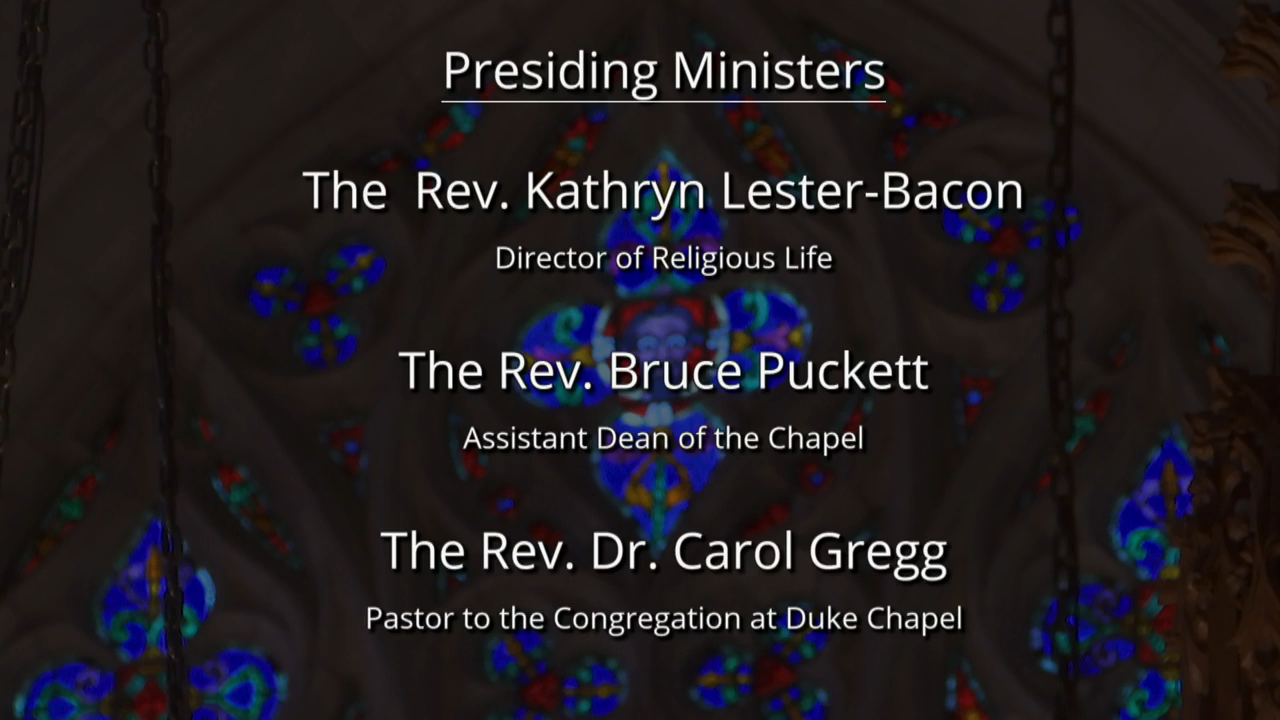 Presiding Ministers
The Rev. Kathryn Lester-Bacon
Director of Religious Life
The Rev. Bruce Puckett
Assistant Dean of the Chapel
The Rev. Dr. Carol Gregg
Pastor to the Congregation at Duke Chapel